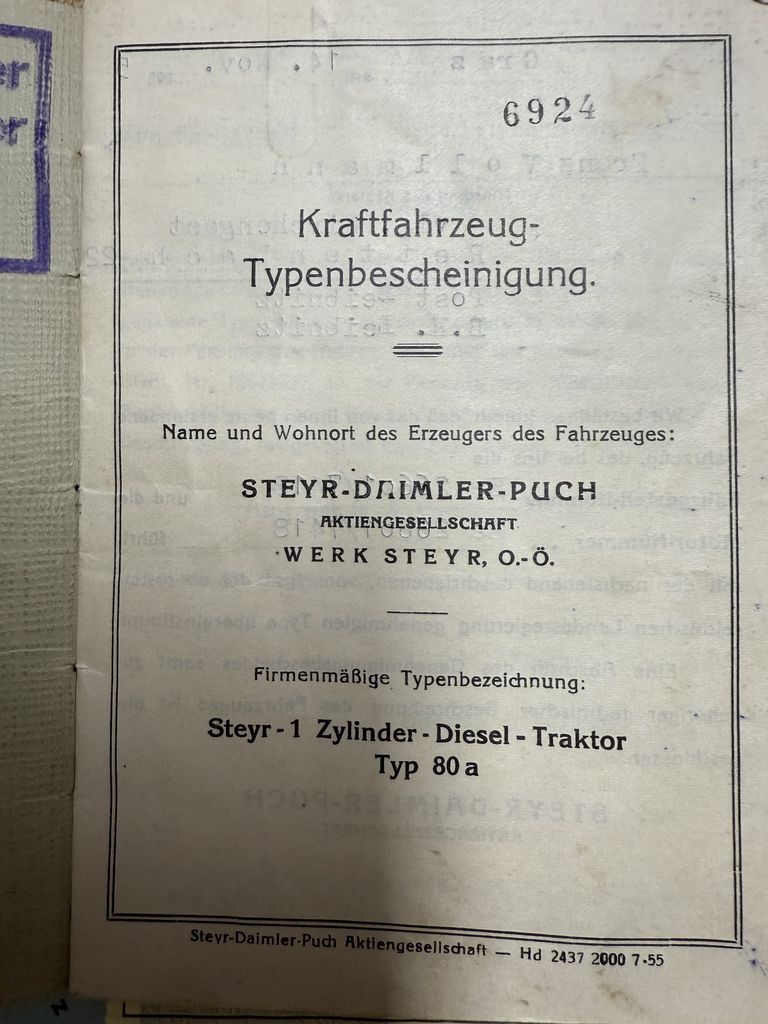 6924
Kraftfahrzeug-
Typenbescheinigung.
Name und Wohnort des Erzeugers des Fahrzeuges:
STEYR-DAIMLER-PUCH
AKTIENGESELLSCHAFT
WERK STEYR, O.-Ö.
Firmenmäßige Typenbezeichnung:
Steyr - 1 Zylinder - Diesel - Traktor
Typ 80 a
Steyr-Daimler-Puch Aktiengesellschaft — Hd 2437 2000 7-55